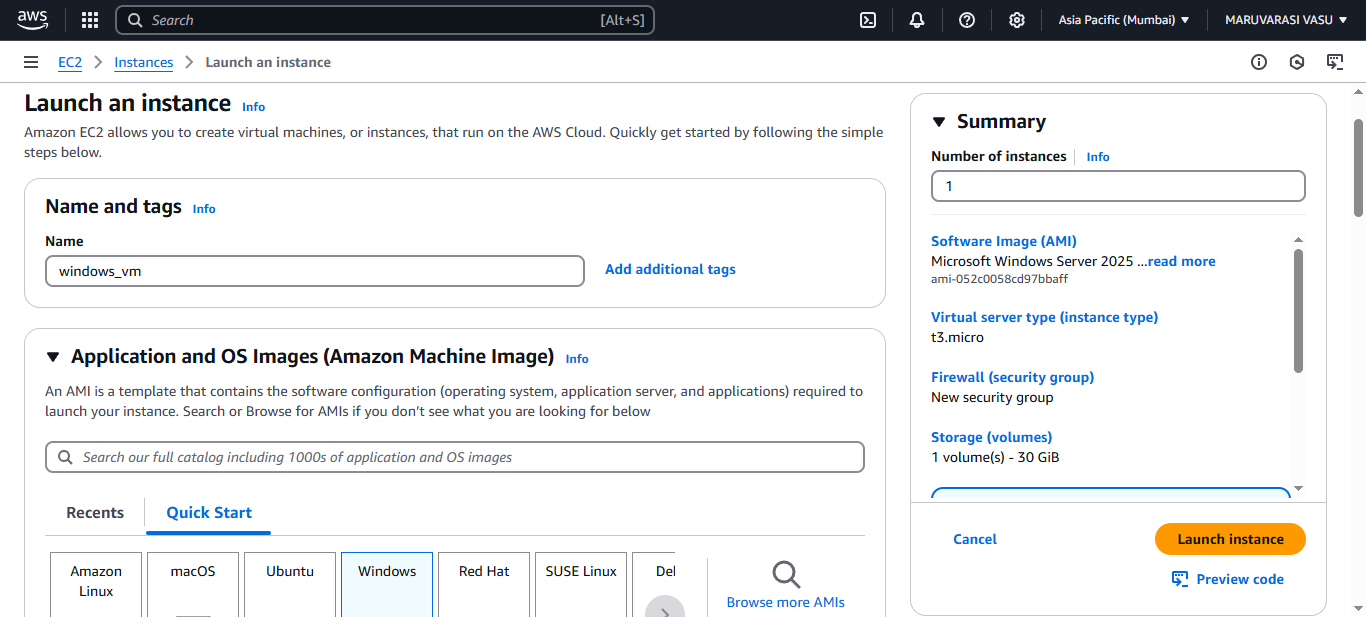 aws
Search
[Alt+S]
Asia Pacific (Mumbai)
MARUVARASI VASU
EC2
Instances
Launch an instance
Launch an instance Info
Amazon EC2 allows you to create virtual machines, or instances, that run on the AWS Cloud. Quickly get started by following the simple
steps below.
Name and tags Info
Name
windows_vm
Add additional tags
Application and OS Images (Amazon Machine Image) Info
An AMI is a template that contains the software configuration (operating system, application server, and applications) required to
launch your instance. Search or Browse for AMIs if you don't see what you are looking for below
Search our full catalog including 1000s of application and OS images
Recents
Quick Start
Amazon
Linux
macOS
Ubuntu
Windows
Red Hat
SUSE Linux
Browse more AMIs
Summary
Number of instances Info
1
Software Image (AMI)
Microsoft Windows Server 2025 ...read more
ami-052c0058cd97bbaff
Virtual server type (instance type)
t3.micro
Firewall (security group)
New security group
Storage (volumes)
1 volume(s) - 30 GiB
Cancel
Launch instance
Preview code